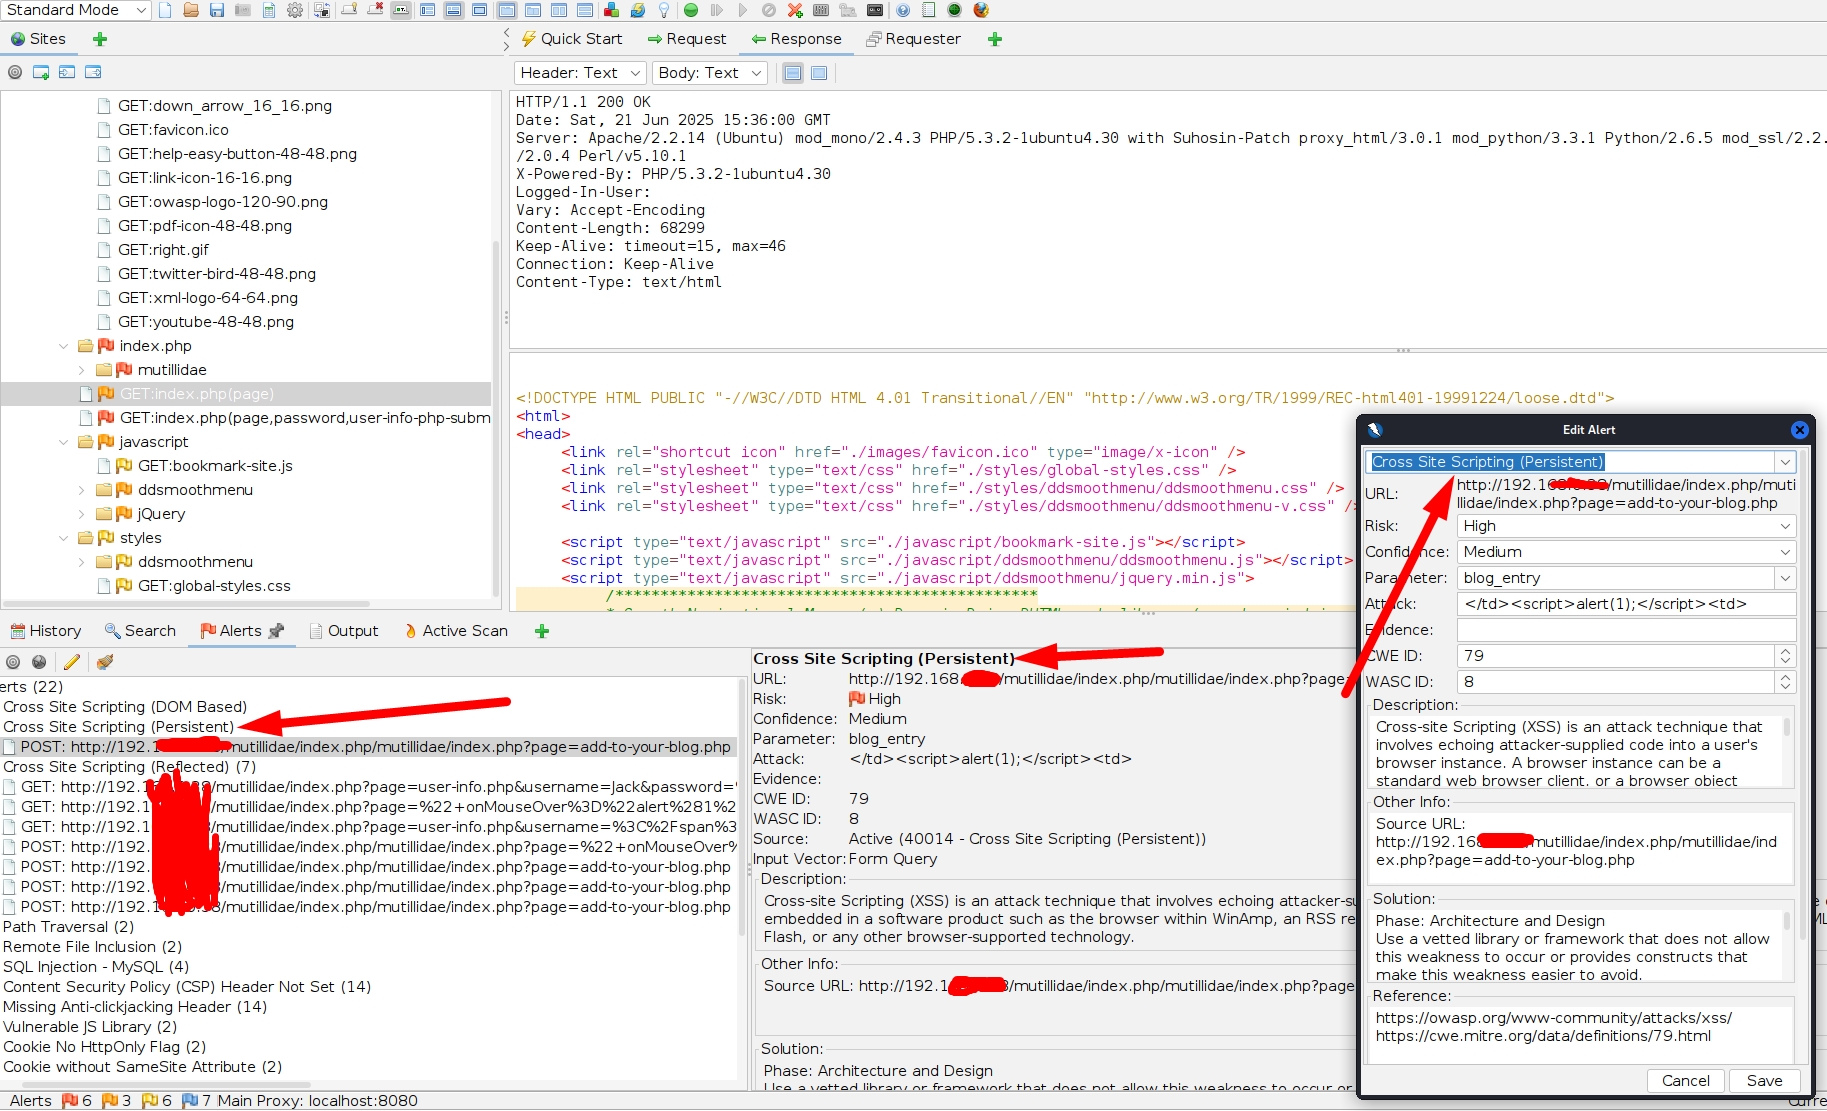 Standard Mode
Sites
Quick Start
Request
Response
Requester
Header: Text
Body: Text
GET:down_arrow_16_16.png
GET:favicon.ico
GET:help-easy-button-48-48.png
GET:link-icon-16-16.png
GET:owasp-logo-120-90.png
GET:pdf-icon-48-48.png
GET:right.gif
GET:twitter-bird-48-48.png
GET:xml-logo-64-64.png
GET:youtube-48-48.png
index.php
mutillidae
GET:index.php(page)
GET:index.php(page,password,user-info-php-subm
javascript
GET:bookmark-site.js
ddsmoothmenu
jQuery
styles
ddsmoothmenu
GET:global-styles.css
HTTP/1.1 200 OK
Date: Sat, 21 Jun 2025 15:36:00 GMT
Server: Apache/2.2.14 (Ubuntu) mod_mono/2.4.3 PHP/5.3.2-1ubuntu4.30 with Suhosin-Patch proxy_html/3.0.1 mod_python/3.3.1 Python/2.6.5 mod_ssl/2.2.
/2.0.4 Perl/v5.10.1
X-Powered-By: PHP/5.3.2-1ubuntu4.30
Logged-In-User:
Vary: Accept-Encoding
Content-Length: 68299
Keep-Alive: timeout=15, max=46
Connection: Keep-Alive
Content-Type: text/html
<!DOCTYPE HTML PUBLIC "-//W3C//DTD HTML 4.01 Transitional//EN" "http://www.w3.org/TR/1999/REC-html401-19991224/loose.dtd">
<html>
<head>
<link rel="shortcut icon" href="./images/favicon.ico" type="image/x-icon" />
<link rel="stylesheet" type="text/css" href="./styles/global-styles.css" />
<link rel="stylesheet" type="text/css" href="./styles/ddsmoothmenu/ddsmoothmenu.css" />
<link rel="stylesheet" type="text/css" href="./styles/ddsmoothmenu/ddsmoothmenu-v.css" />
<script type="text/javascript" src="./javascript/bookmark-site.js"></script>
<script type="text/javascript" src="./javascript/ddsmoothmenu/ddsmoothmenu.js"></script>
<script type="text/javascript" src="./javascript/ddsmoothmenu/jquery.min.js">
/***********************************************
History
Search
Alerts
Output
Active Scan
erts (22)
Cross Site Scripting (DOM Based)
Cross Site Scripting (Persistent)
POST: http://192.1 /mutillidae/index.php/mutillidae/index.php?page=add-to-your-blog.php
Cross Site Scripting (Reflected) (7)
GET: http://192.1 /mutillidae/index.php?page=user-info.php&username=Jack&password=
GET: http://192.1 /mutillidae/index.php?page=%22+onMouseOver%3D%22alert%281%2
GET: http://192.1 /mutillidae/index.php?page=user-info.php&username=%3C%2Fspan%3
POST: http://192. /mutillidae/index.php/mutillidae/index.php?page=%22+onMouseOver%
POST: http://192. /mutillidae/index.php/mutillidae/index.php?page=add-to-your-blog.php
POST: http://192. /mutillidae/index.php/mutillidae/index.php?page=add-to-your-blog.php
POST: http://192.1 /mutillidae/index.php/mutillidae/index.php?page=add-to-your-blog.php
Path Traversal (2)
Remote File Inclusion (2)
SQL Injection - MySQL (4)
Content Security Policy (CSP) Header Not Set (14)
Missing Anti-clickjacking Header (14)
Vulnerable JS Library (2)
Cookie No HttpOnly Flag (2)
Cookie without SameSite Attribute (2)
Cross Site Scripting (Persistent)
URL: http://192.168. /mutillidae/index.php/mutillidae/index.php?page=
Risk: High
Confidence: Medium
Parameter: blog_entry
Attack: </td><script>alert(1);</script><td>
Evidence:
CWE ID: 79
WASC ID: 8
Source: Active (40014 - Cross Site Scripting (Persistent))
Input Vector: Form Query
Description:
Cross-site Scripting (XSS) is an attack technique that involves echoing attacker-su
embedded in a software product such as the browser within WinAmp, an RSS re
Flash, or any other browser-supported technology.
Other Info:
Source URL: http://192.1 /mutillidae/index.php/mutillidae/index.php?page
Solution:
Phase: Architecture and Design
Use a vetted library or framework that does not allow this weakness to occur or
Edit Alert
Cross Site Scripting (Persistent)
URL: http://192.1 /mutillidae/index.php/muti
llidae/index.php?page=add-to-your-blog.php
Risk: High
Confidence: Medium
Parameter: blog_entry
Attack: </td><script>alert(1);</script><td>
Evidence:
CWE ID: 79
WASC ID: 8
Description:
Cross-site Scripting (XSS) is an attack technique that
involves echoing attacker-supplied code into a user's
browser instance. A browser instance can be a
standard web browser client, or a browser object
Other Info:
Source URL:
http://192.16 mutillidae/index.php/mutillidae/ind
ex.php?page=add-to-your-blog.php
Solution:
Phase: Architecture and Design
Use a vetted library or framework that does not allow
this weakness to occur or provides constructs that
make this weakness easier to avoid.
Reference:
https://owasp.org/www-community/attacks/xss/
https://cwe.mitre.org/data/definitions/79.html
Cancel
Save
Alerts 6 3 6 7 Main Proxy: localhost:8080
Curre